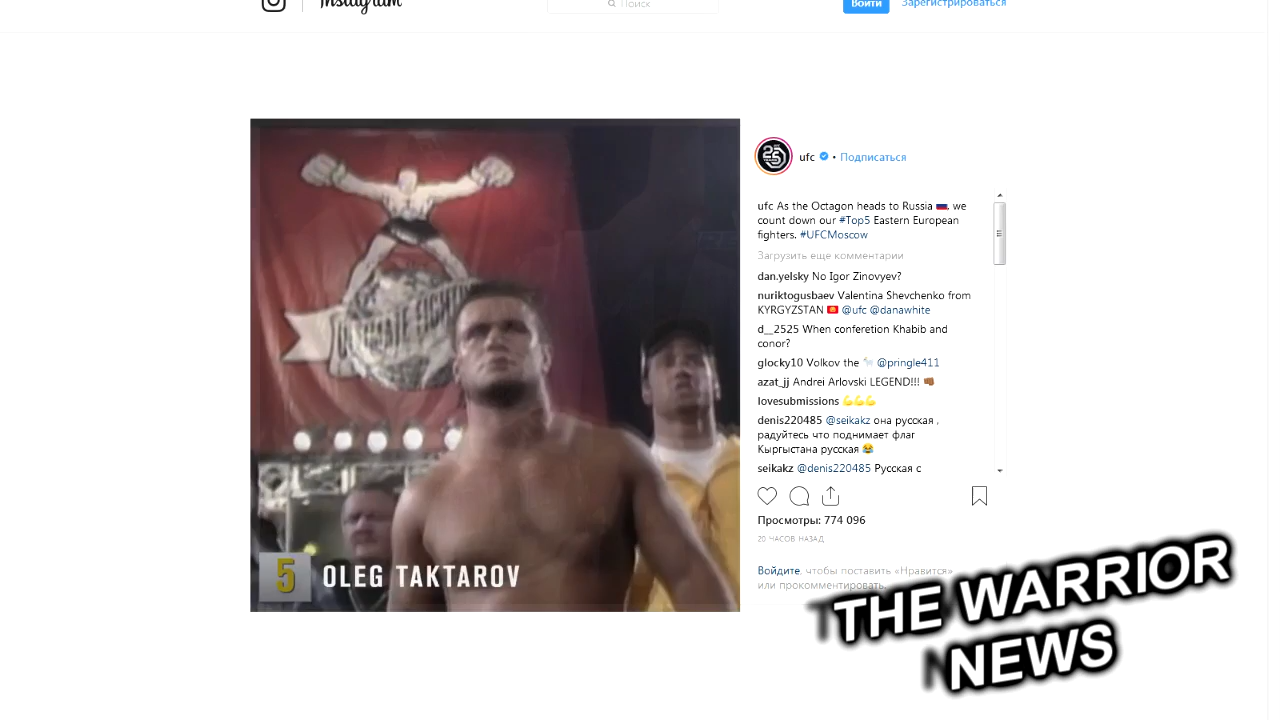 Instagram
Поиск
Войти
Зарегистрироваться
ufc • Подписаться
ufc As the Octagon heads to Russia 🇷🇺, we
count down our #Top5 Eastern European
fighters. #UFCMoscow
Загрузить еще комментарии
dan.yelsky No Igor Zinovyev?
nuriktogusbaev Valentina Shevchenko from
KYRGYZSTAN 🇰🇬 @ufc @danawhite
d__2525 When conferetion Khabib and
conor?
glocky10 Volkov the 🐐 @pringle411
azat_jj Andrei Arlovski LEGEND!!! 👊🏾
lovesubmissions 💪💪💪
denis220485 @seikakz она русская ,
радуйтесь что поднимает флаг
Кыргыстана русская 😂
seikakz @denis220485 Русская с
Просмотры: 774 096
20 ЧАСОВ НАЗАД
Войдите, чтобы поставить «Нравится»
или прокомментировать.
5 OLEG TAKTAROV
THE WARRIOR
NEWS